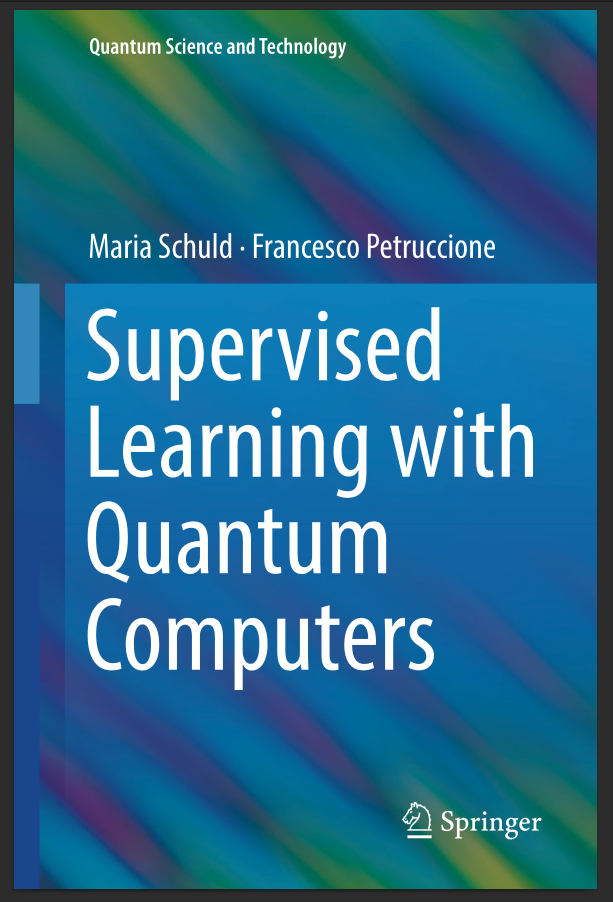 Quantum Science and Technology
Maria Schuld · Francesco Petruccione
Supervised
Learning with
Quantum
Computers
Springer